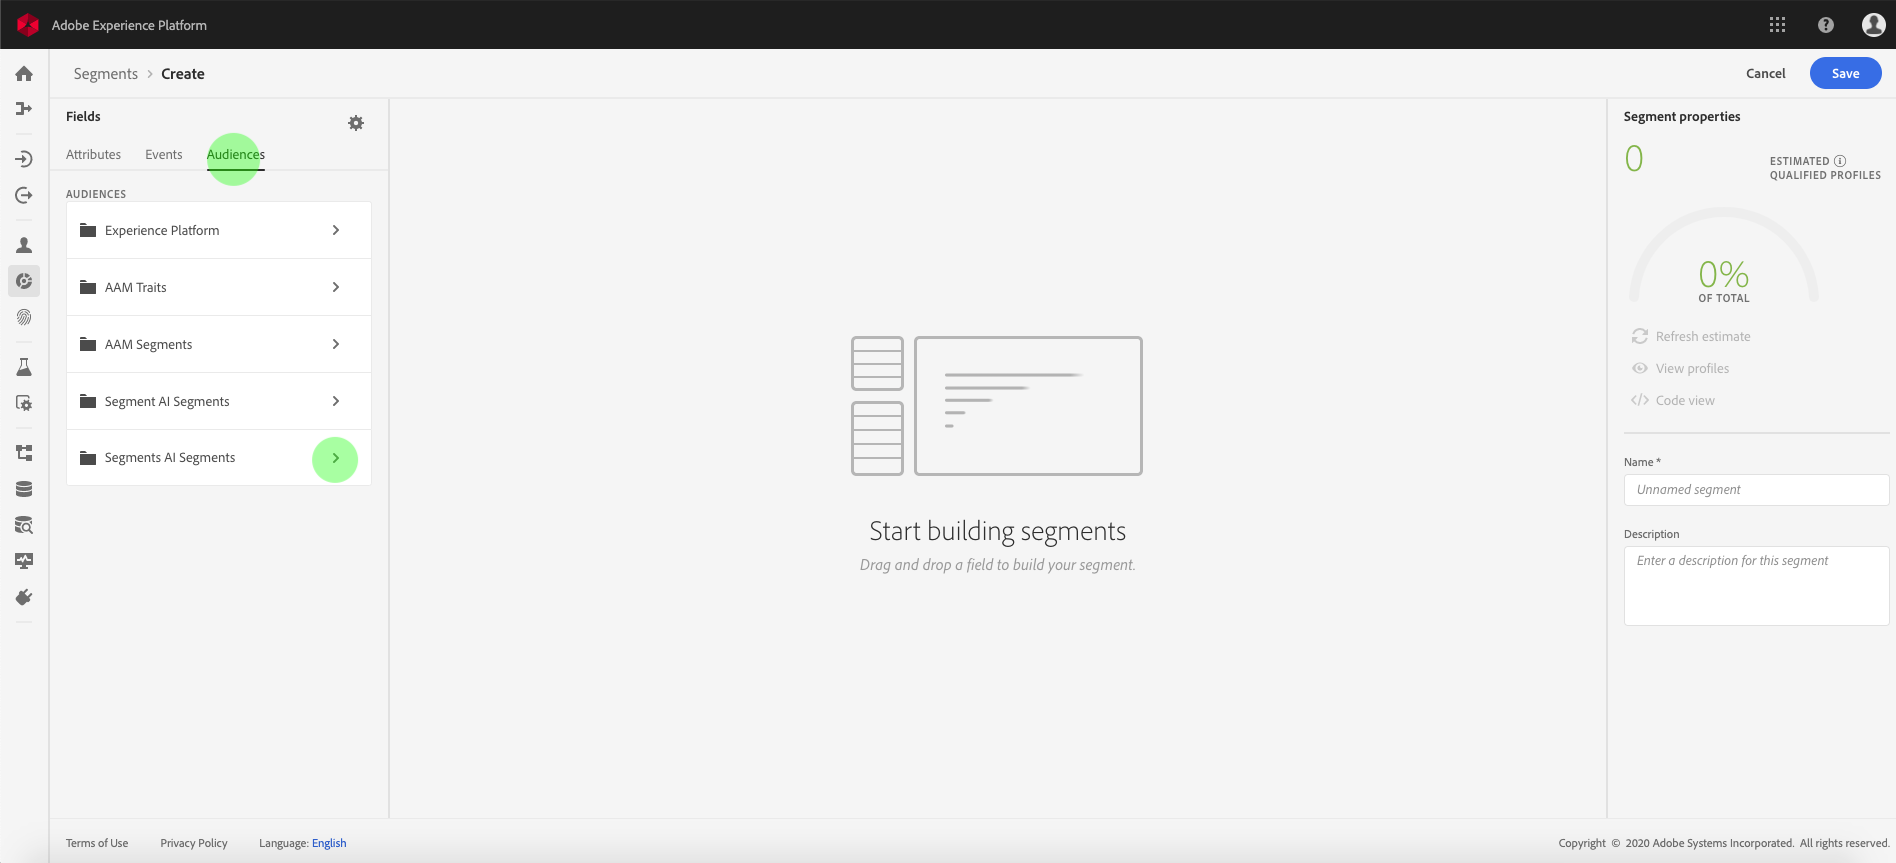 Adobe Experience Platform
Segments > Create
Cancel
Save
Fields
Attributes
Events
Audiences
AUDIENCES
Experience Platform
AAM Traits
AAM Segments
Segment AI Segments
Segments AI Segments
Start building segments
Drag and drop a field to build your segment.
Segment properties
0
ESTIMATED
QUALIFIED PROFILES
0%
OF TOTAL
Refresh estimate
View profiles
</> Code view
Name *
Unnamed segment
Description
Enter a description for this segment
Terms of Use
Privacy Policy
Language: English
Copyright © 2020 Adobe Systems Incorporated. All rights reserved.